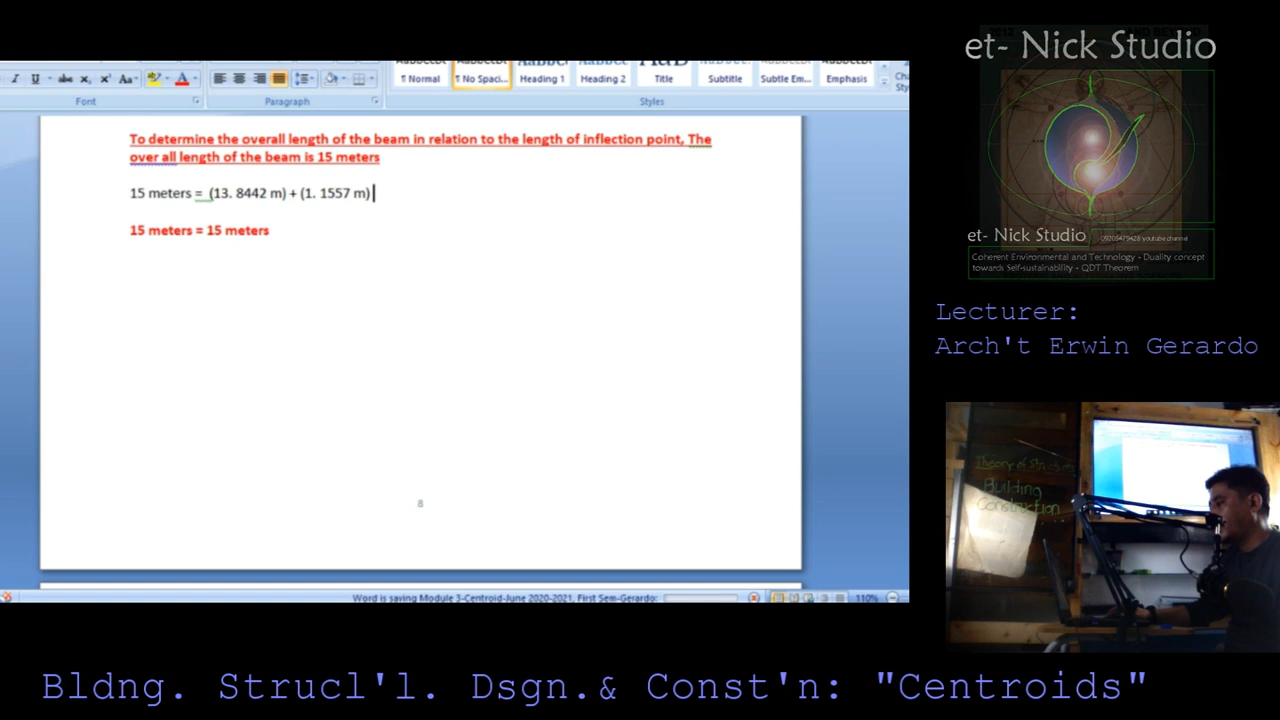 et- Nick Studio
¶ Normal
¶ No Spaci...
Heading 1
Heading 2
Title
Subtitle
Subtle Em...
Emphasis
Font
Paragraph
Styles
To determine the overall length of the beam in relation to the length of inflection point, The
over all length of the beam is 15 meters
15 meters = (13. 8442 m) + (1. 1557 m)
15 meters = 15 meters
8
Word is saving Module 3-Centroid-June 2020-2021, First Sem-Gerardo:
110%
et- Nick Studio
youtube channel
Coherent Environmental and Technology - Duality concept
towards Self-sustainability - QDT Theorem
Lecturer:
Arch't Erwin Gerardo
Theory of Structures
Building
Construction
Bldng. Strucl'l. Dsgn.& Const'n: "Centroids"